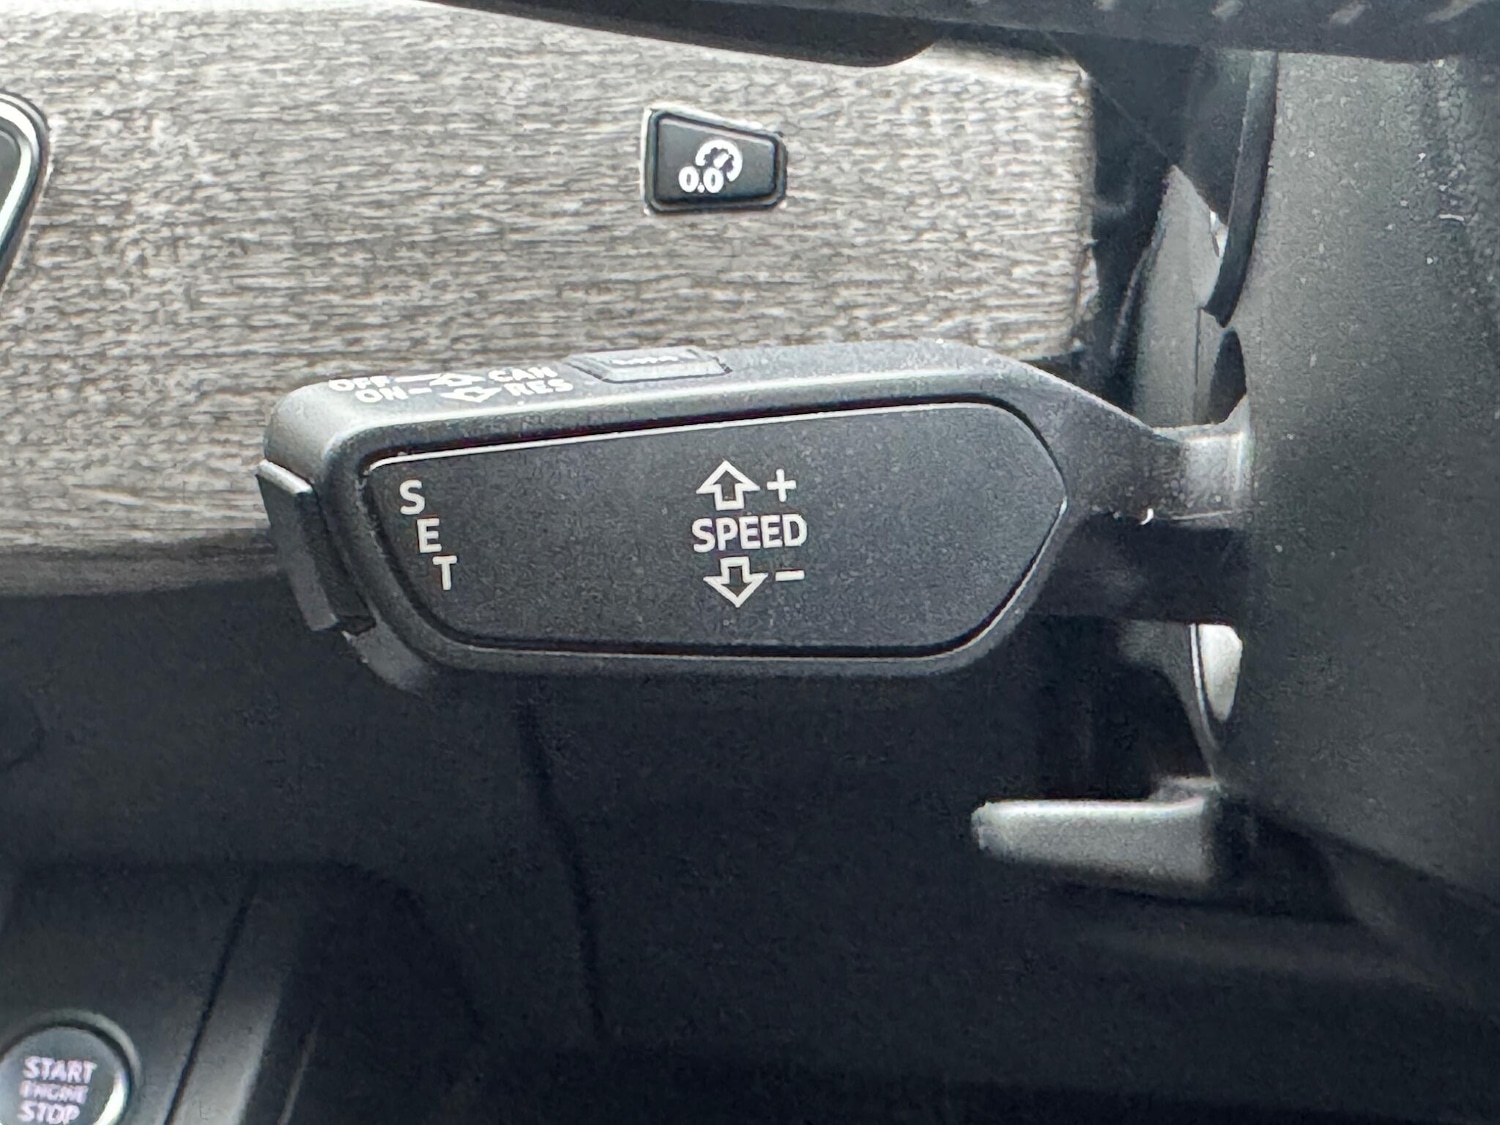 0.0
OFF CAN
ON RES
S
E
T
+
SPEED
−
START
ENGINE
STOP